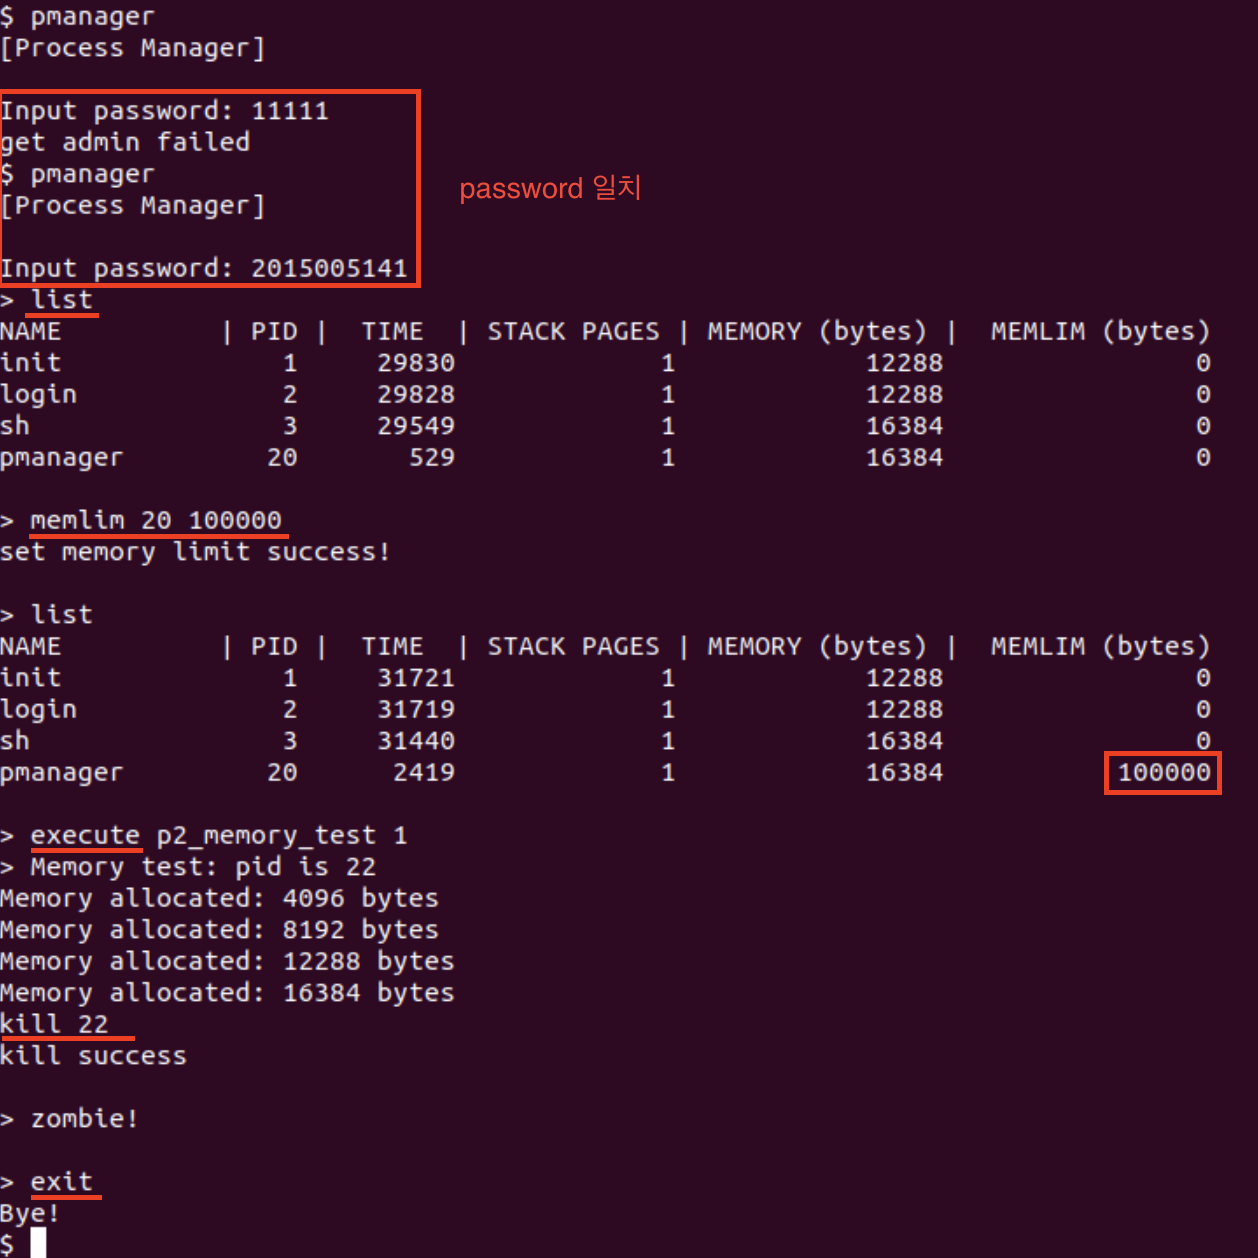 $ pmanager
[Process Manager]
Input password: 11111
get admin failed
$ pmanager
password 일치
[Process Manager]
Input password: 2015005141
> list
NAME | PID | TIME | STACK PAGES | MEMORY (bytes) | MEMLIM (bytes)
init 1 29830 1 12288 0
login 2 29828 1 12288 0
sh 3 29549 1 16384 0
pmanager 20 529 1 16384 0
> memlim 20 100000
set memory limit success!
> list
NAME | PID | TIME | STACK PAGES | MEMORY (bytes) | MEMLIM (bytes)
init 1 31721 1 12288 0
login 2 31719 1 12288 0
sh 3 31440 1 16384 0
pmanager 20 2419 1 16384 100000
> execute p2_memory_test 1
> Memory test: pid is 22
Memory allocated: 4096 bytes
Memory allocated: 8192 bytes
Memory allocated: 12288 bytes
Memory allocated: 16384 bytes
kill 22
kill success
> zombie!
> exit
Bye!
$